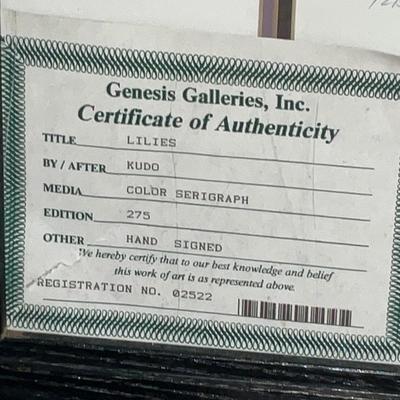 Genesis Galleries, Inc.
Certificate of Authenticity
TITLE LILIES
BY / AFTER KUDO
MEDIA COLOR SERIGRAPH
EDITION 275
OTHER HAND SIGNED
We hereby certify that to our best knowledge and belief
this work of art is as represented above.
REGISTRATION NO. 02522